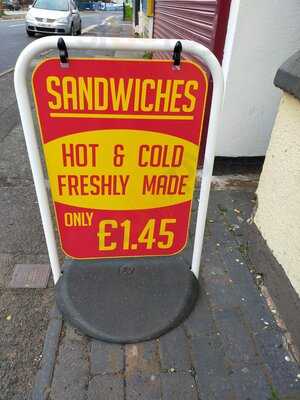 SANDWICHES
HOT & COLD
FRESHLY MADE
ONLY £1.45